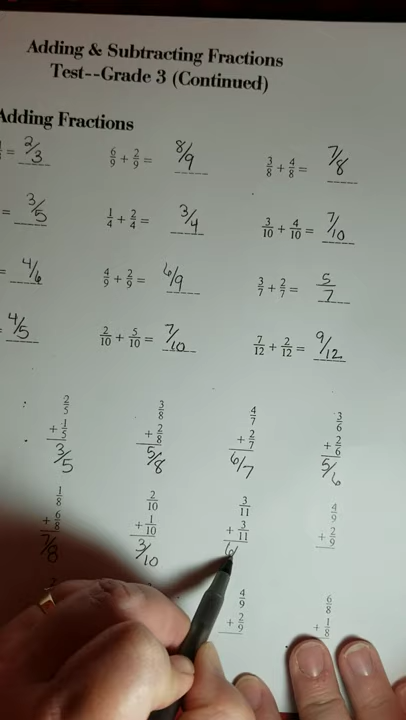 Adding & Subtracting Fractions
Test--Grade 3 (Continued)
Adding Fractions
= 2/3 6/9 + 2/9 = 8/9 3/8 + 4/8 = 7/8
= 3/5 1/4 + 2/4 = 3/4 3/10 + 4/10 = 7/10
= 4/6 4/9 + 2/9 = 6/9 3/7 + 2/7 = 5/7
= 4/5 2/10 + 5/10 = 7/10 7/12 + 2/12 = 9/12
2/5 3/8 4/7 3/6
+ 1/5 + 2/8 + 2/7 + 2/6
3/5 5/8 6/7 5/6
1/8 2/10 3/11 4/9
+ 6/8 + 1/10 + 3/11 + 2/9
7/8 3/10 6/
4/9 6/8
+ 2/9 + 1/8